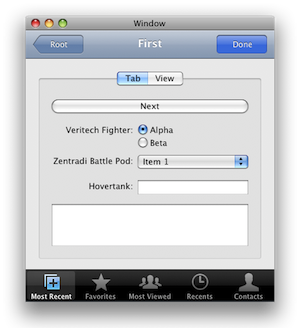 Window
Root First Done
Tab View
Next
Veritech Fighter: Alpha
Beta
Zentradi Battle Pod: Item 1
Hovertank:
Most Recent Favorites Most Viewed Recents Contacts